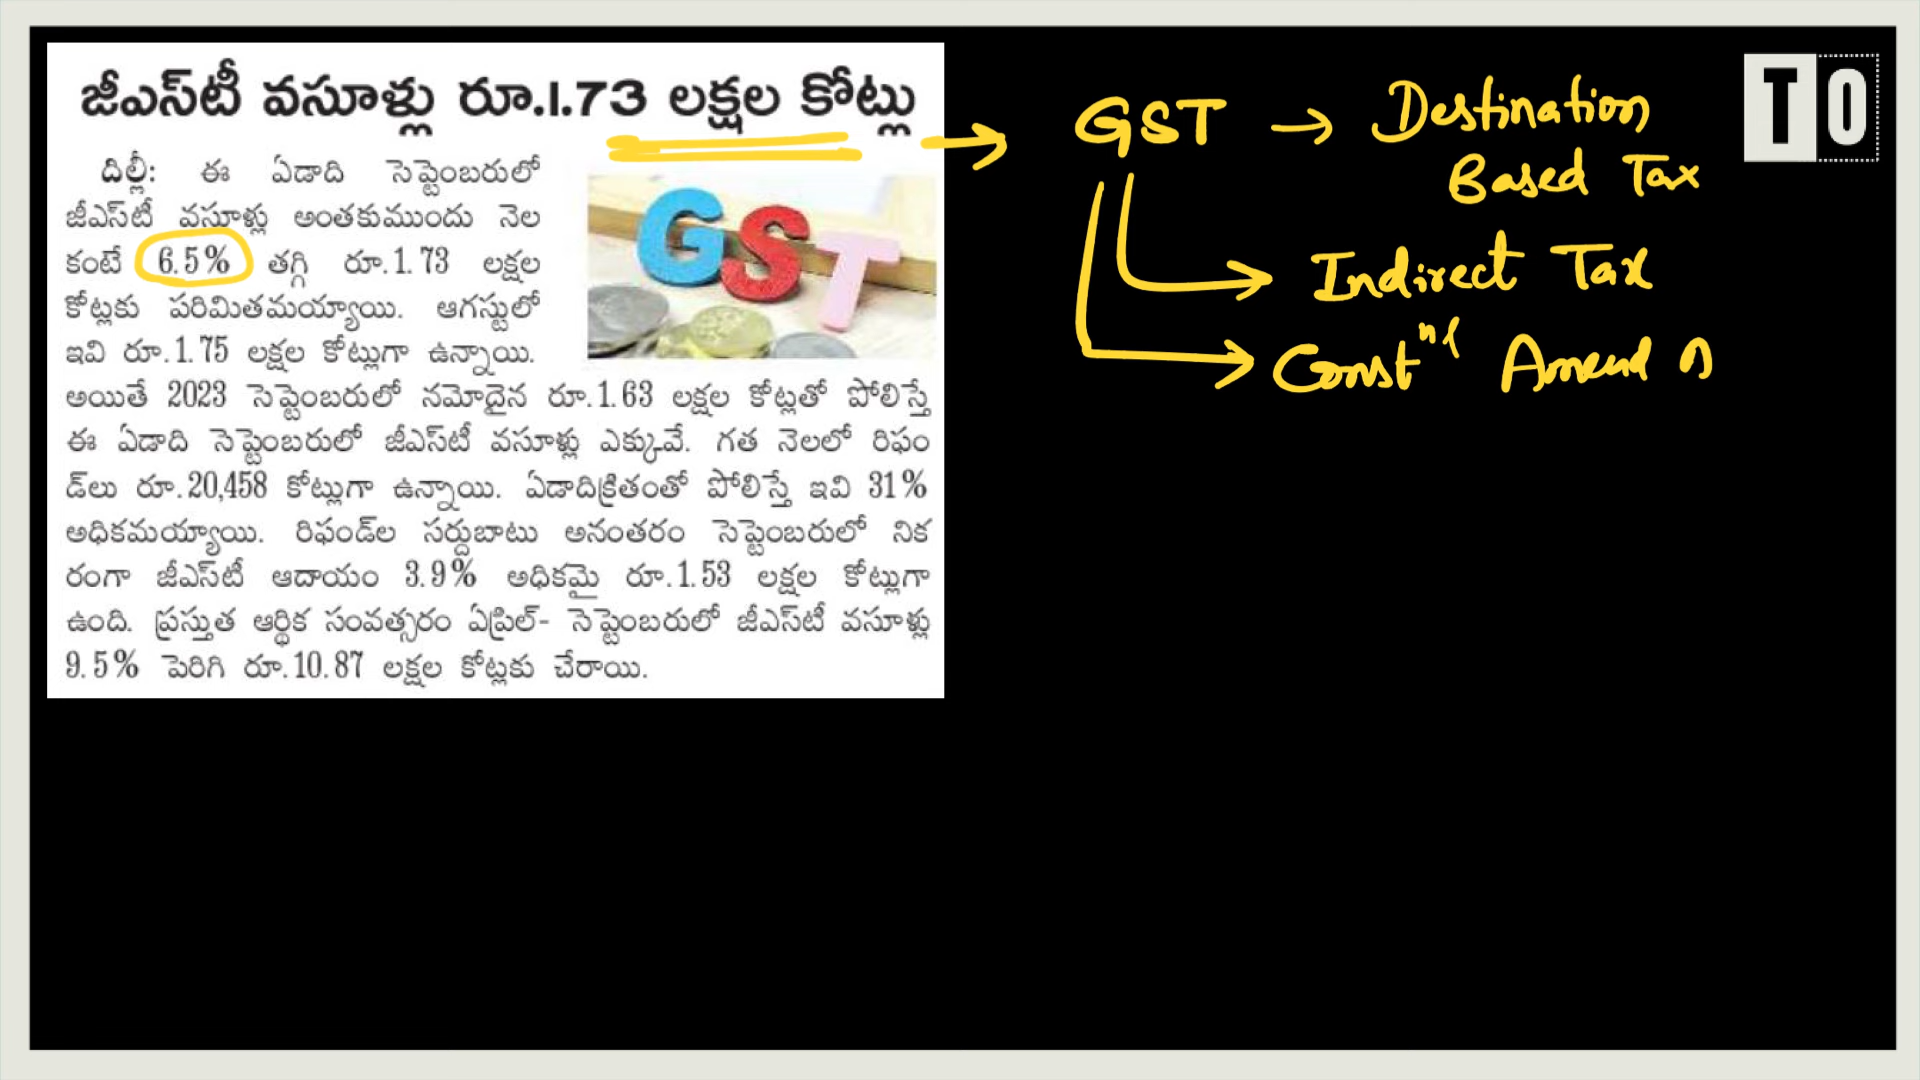 జీఎస్‌టీ వసూళ్లు రూ.1.73 లక్షల కోట్లు
దిల్లీ: ఈ ఏడాది సెప్టెంబరులో
జీఎస్‌టీ వసూళ్లు అంతకుముందు నెల
కంటే 6.5% తగ్గి రూ.1.73 లక్షల
కోట్లకు పరిమితమయ్యాయి. ఆగస్టులో
ఇవి రూ.1.75 లక్షల కోట్లుగా ఉన్నాయి.
అయితే 2023 సెప్టెంబరులో నమోదైన రూ.1.63 లక్షల కోట్లతో పోలిస్తే
ఈ ఏడాది సెప్టెంబరులో జీఎస్‌టీ వసూళ్లు ఎక్కువే. గత నెలలో రిఫం
డ్‌లు రూ.20,458 కోట్లుగా ఉన్నాయి. ఏడాదిక్రితంతో పోలిస్తే ఇవి 31%
అధికమయ్యాయి. రిఫండ్‌ల సర్దుబాటు అనంతరం సెప్టెంబరులో నిక
రంగా జీఎస్‌టీ ఆదాయం 3.9% అధికమై రూ.1.53 లక్షల కోట్లుగా
ఉంది. ప్రస్తుత ఆర్థిక సంవత్సరం ఏప్రిల్- సెప్టెంబరులో జీఎస్‌టీ వసూళ్లు
9.5% పెరిగి రూ.10.87 లక్షల కోట్లకు చేరాయి.
GST
GST → Destination
Based Tax
Indirect Tax
Const nl Amend
TO